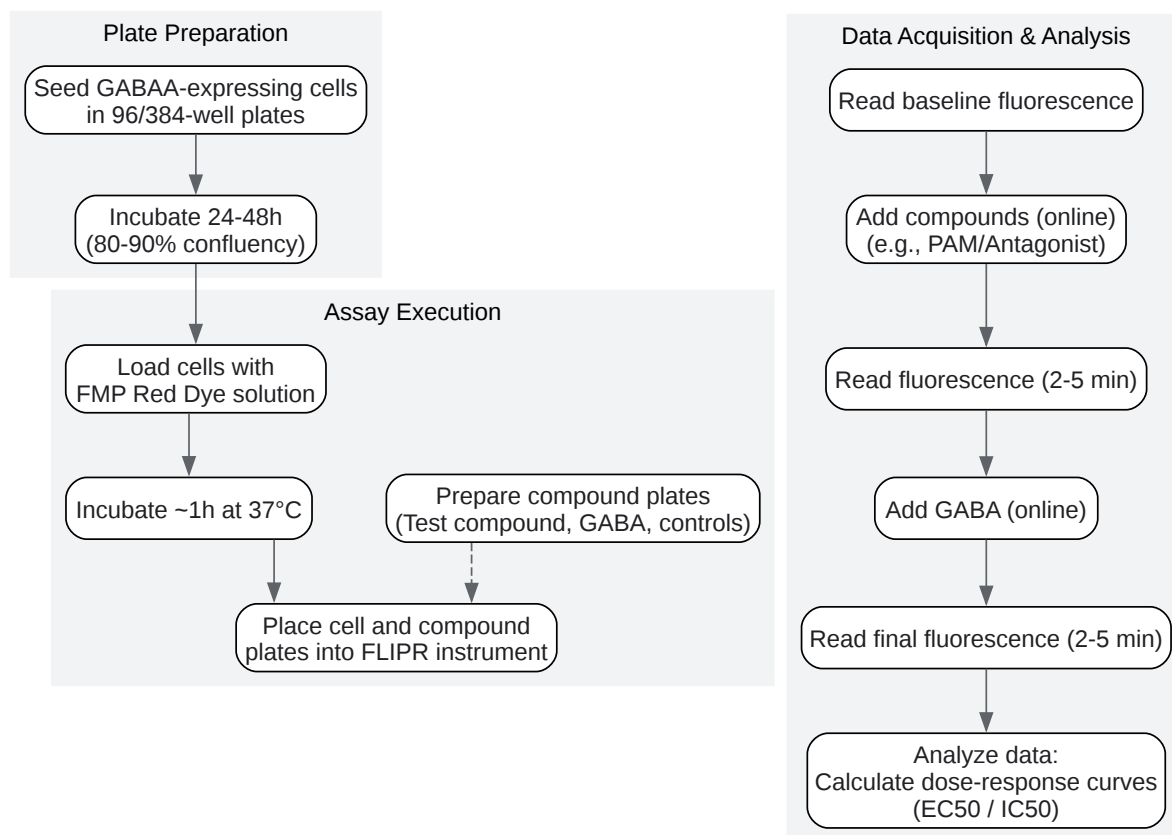 Plate Preparation
Seed GABAA-expressing cells
in 96/384-well plates
Incubate 24-48h
(80-90% confluency)
Assay Execution
Load cells with
FMP Red Dye solution
Incubate ~1h at 37°C
Prepare compound plates
(Test compound, GABA, controls)
Place cell and compound
plates into FLIPR instrument
Data Acquisition & Analysis
Read baseline fluorescence
Add compounds (online)
(e.g., PAM/Antagonist)
Read fluorescence (2-5 min)
Add GABA (online)
Read final fluorescence (2-5 min)
Analyze data:
Calculate dose-response curves
(EC50 / IC50)